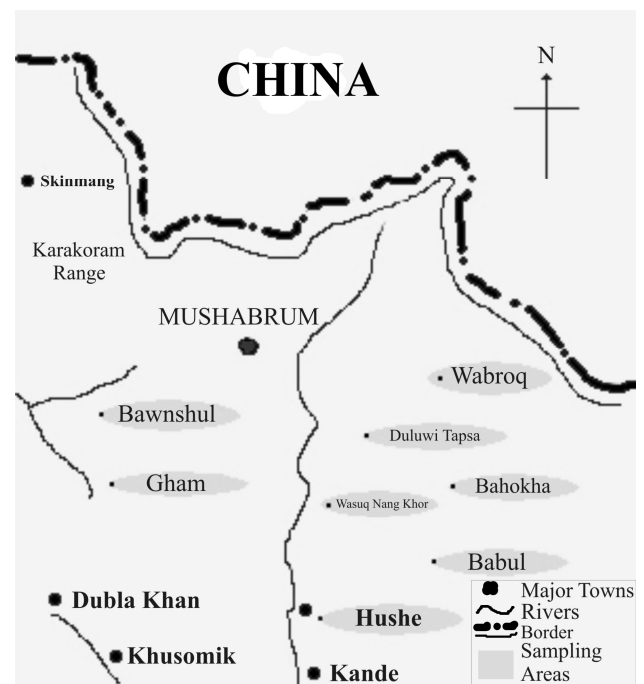 CHINA
N
Skinmang
Karakoram
Range
MUSHABRUM
Wabroq
Bawnshul
Duluwi Tapsa
Gham
Bahokha
Wasuq Nang Khor
Babul
Dubla Khan
Hushe
Khusomik
Kande
Major Towns
Rivers
Border
Sampling
Areas